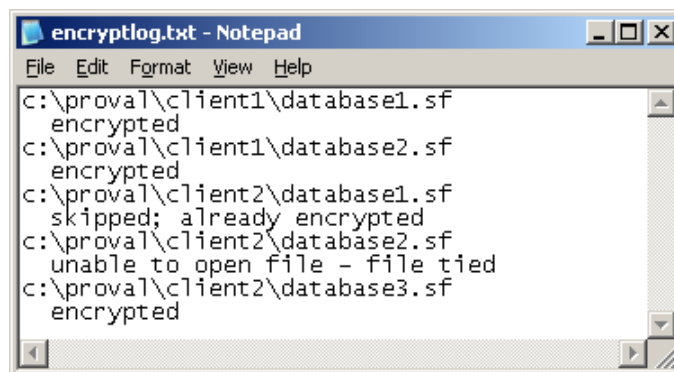 encryptlog.txt - Notepad
File Edit Format View Help
c:\proval\client1\database1.sf
  encrypted
c:\proval\client1\database2.sf
  encrypted
c:\proval\client2\database1.sf
  skipped; already encrypted
c:\proval\client2\database2.sf
  unable to open file – file tied
c:\proval\client2\database3.sf
  encrypted